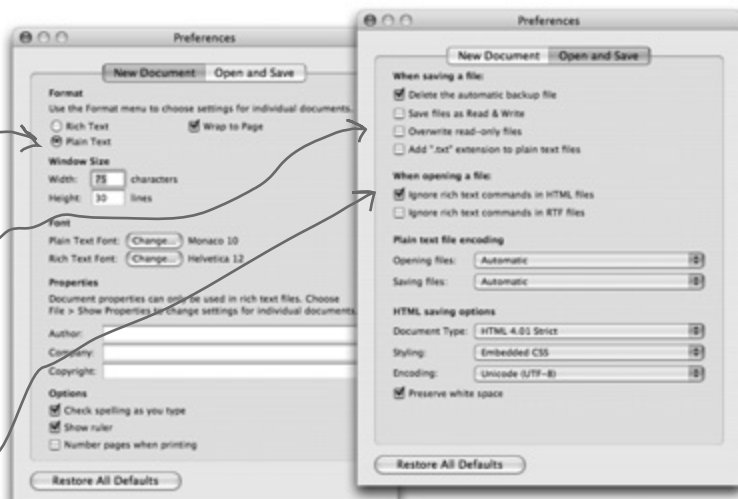 Preferences
New Document Open and Save
Format
Use the Format menu to choose settings for individual documents.
Rich Text Wrap to Page
Plain Text
Window Size
Width: 75 characters
Height: 30 lines
Font
Plain Text Font: Change... Monaco 10
Rich Text Font: Change... Helvetica 12
Properties
Document properties can only be used in rich text files. Choose
File > Show Properties to change settings for individual documents.
Author:
Company:
Copyright:
Options
Check spelling as you type
Show ruler
Number pages when printing
Restore All Defaults
Preferences
New Document Open and Save
When saving a file:
Delete the automatic backup file
Save files as Read & Write
Overwrite read-only files
Add ".txt" extension to plain text files
When opening a file:
Ignore rich text commands in HTML files
Ignore rich text commands in RTF files
Plain text file encoding
Opening files: Automatic
Saving files: Automatic
HTML saving options
Document Type: HTML 4.01 Strict
Styling: Embedded CSS
Encoding: Unicode (UTF-8)
Preserve white space
Restore All Defaults